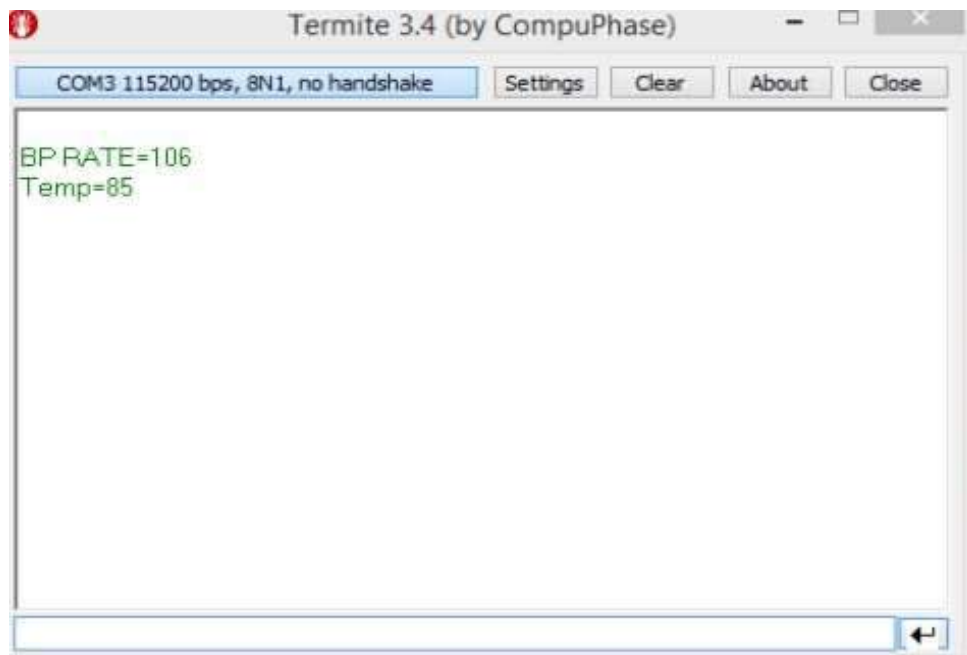 Termite 3.4 (by CompuPhase)
COM3 115200 bps, 8N1, no handshake Settings Clear About Close
BP RATE=106
Temp=85